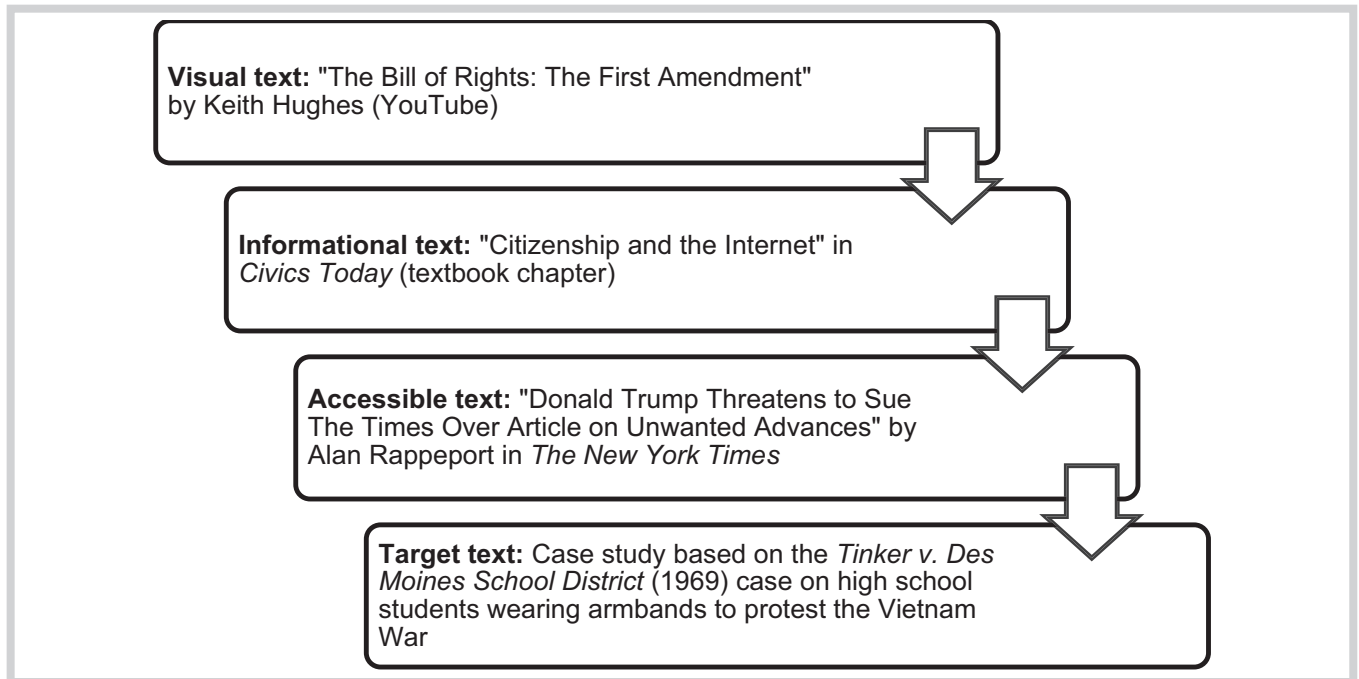 Visual text: "The Bill of Rights: The First Amendment"
by Keith Hughes (YouTube)
Informational text: "Citizenship and the Internet" in
Civics Today (textbook chapter)
Accessible text: "Donald Trump Threatens to Sue
The Times Over Article on Unwanted Advances" by
Alan Rappeport in The New York Times
Target text: Case study based on the Tinker v. Des
Moines School District (1969) case on high school
students wearing armbands to protest the Vietnam
War